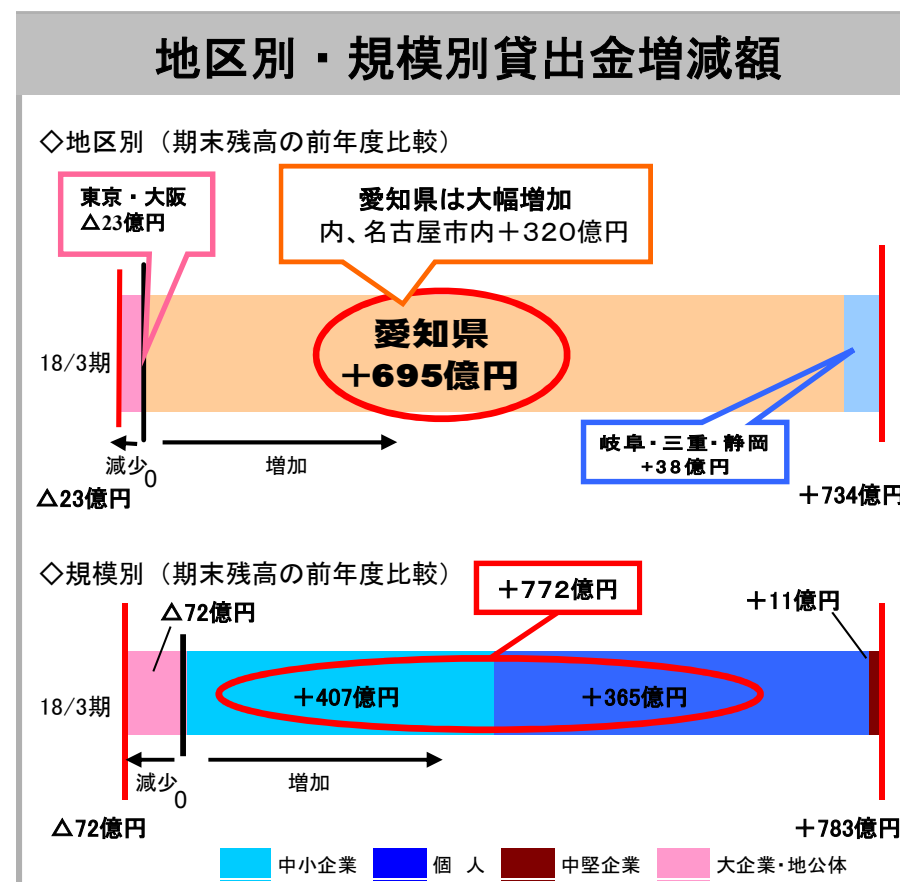 地区別・規模別貸出金増減額
◇地区別（期末残高の前年度比較）
東京・大阪
△23億円
愛知県は大幅増加
内、名古屋市内＋320億円
愛知県
＋695億円
18/3期
岐阜・三重・静岡
+38億円
減少
0
増加
△23億円
＋734億円
◇規模別（期末残高の前年度比較）
＋772億円
＋11億円
△72億円
＋407億円
＋365億円
18/3期
減少
0
増加
△72億円
＋783億円
中小企業
個 人
中堅企業
大企業・地公体